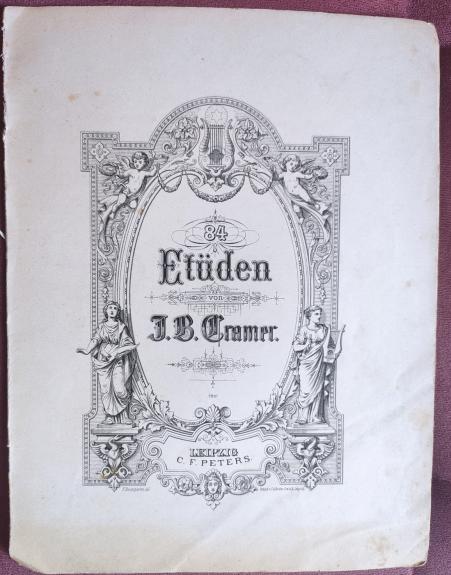 84
Etüden
von
J. B. Cramer.
LEIPZIG
C. F. PETERS.